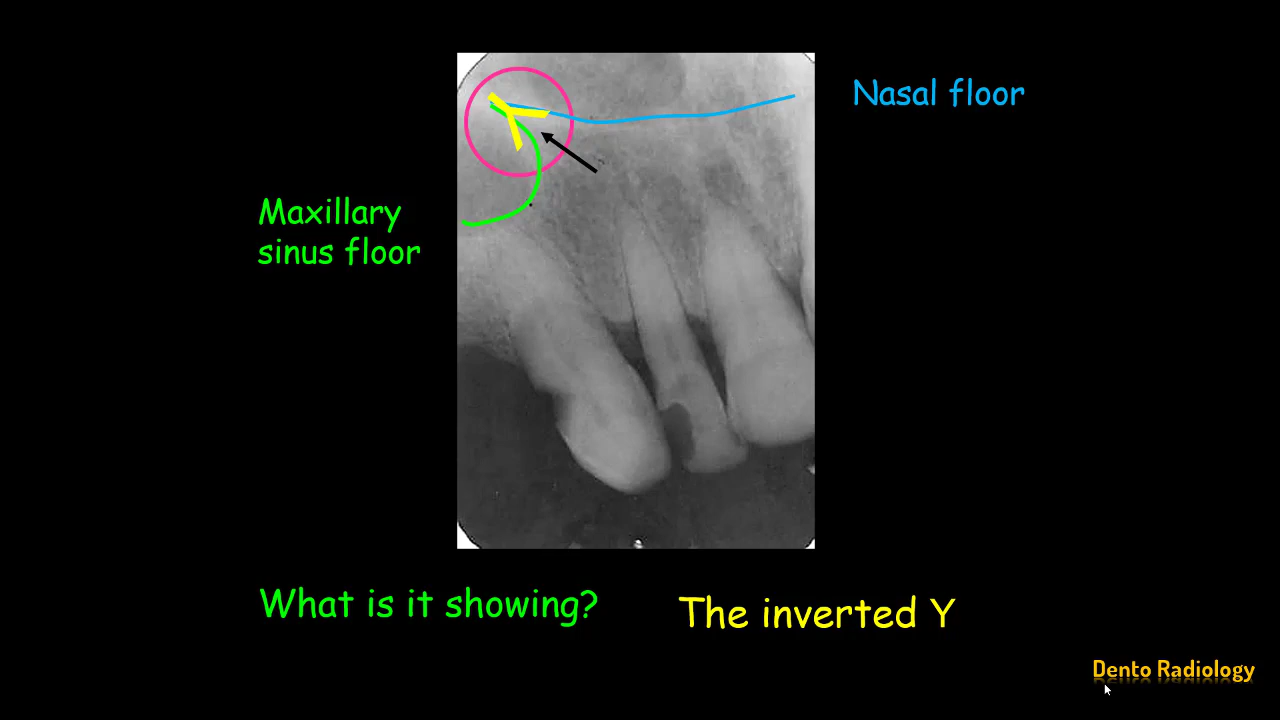 Nasal floor
Maxillary
sinus floor
What is it showing?
The inverted Y
Dento Radiology